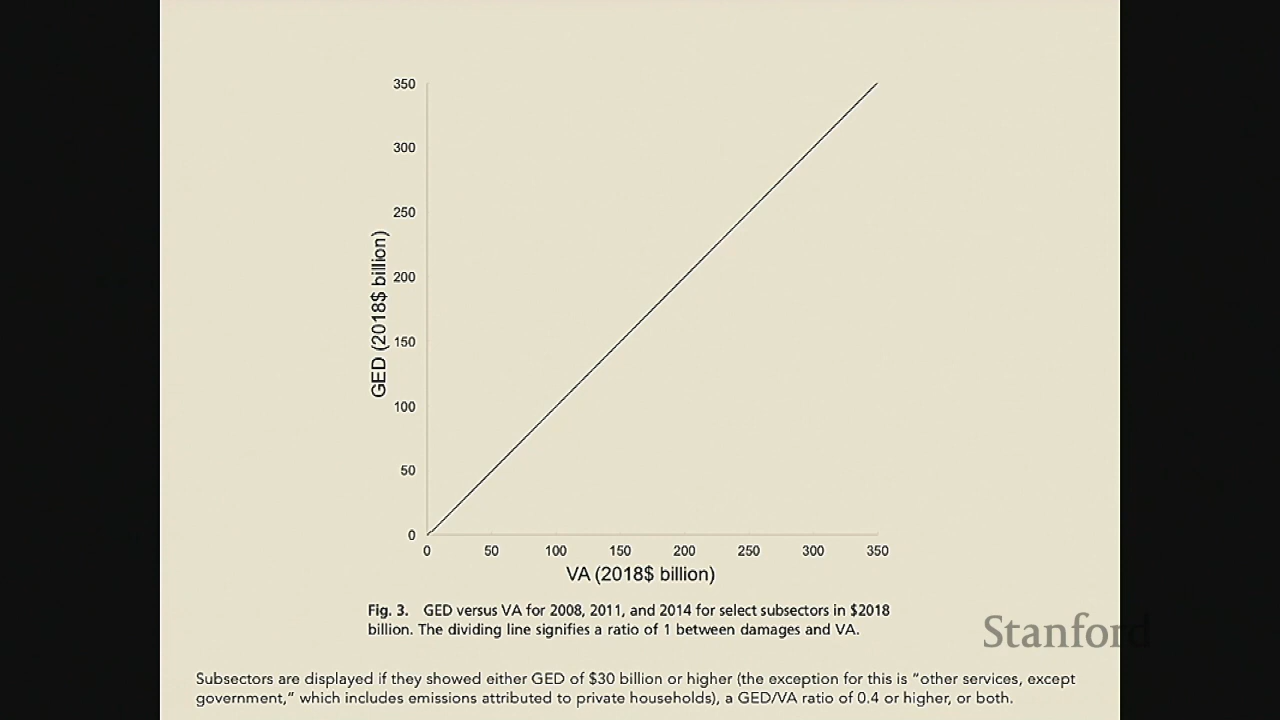 350
300
250
200
150
100
50
0
GED (2018$ billion)
0 50 100 150 200 250 300 350
VA (2018$ billion)
Fig. 3. GED versus VA for 2008, 2011, and 2014 for select subsectors in $2018
billion. The dividing line signifies a ratio of 1 between damages and VA.
Stanford
Subsectors are displayed if they showed either GED of $30 billion or higher (the exception for this is “other services, except
government,” which includes emissions attributed to private households), a GED/VA ratio of 0.4 or higher, or both.